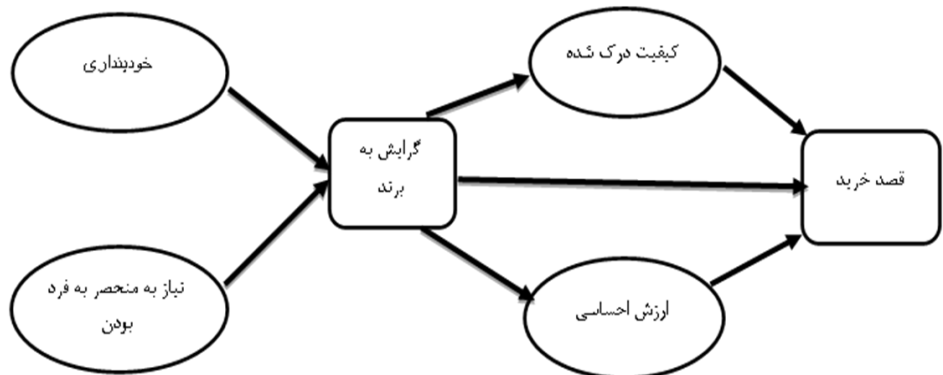 خودپنداری
کیفیت درک شده
گرایش به
برند
قصد خرید
نیاز به منحصر به فرد
بودن
ارزش احساسی